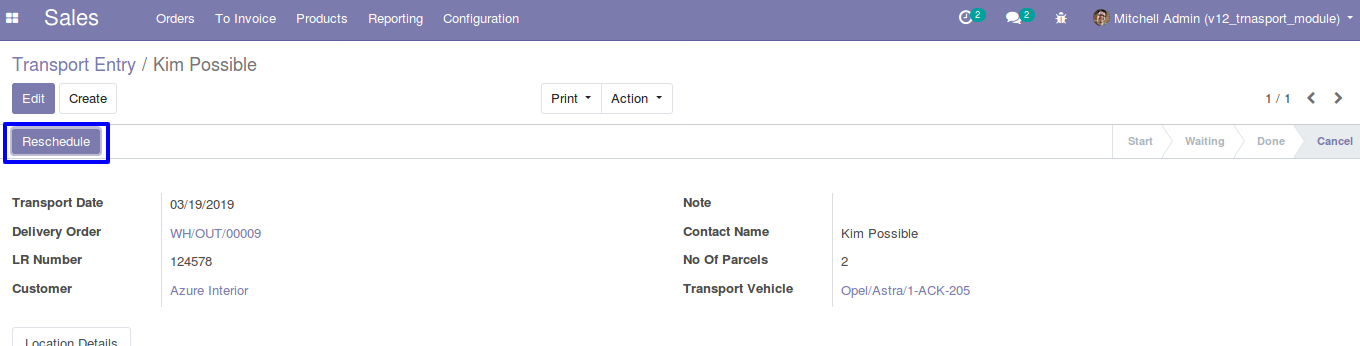 Sales Orders To Invoice Products Reporting Configuration 2 2 Mitchell Admin (v12_trnasport_module)
Transport Entry / Kim Possible
Edit Create Print Action 1 / 1
Reschedule Start Waiting Done Cancel
Transport Date 03/19/2019 Note
Delivery Order WH/OUT/00009 Contact Name Kim Possible
LR Number 124578 No Of Parcels 2
Customer Azure Interior Transport Vehicle Opel/Astra/1-ACK-205
Location Details